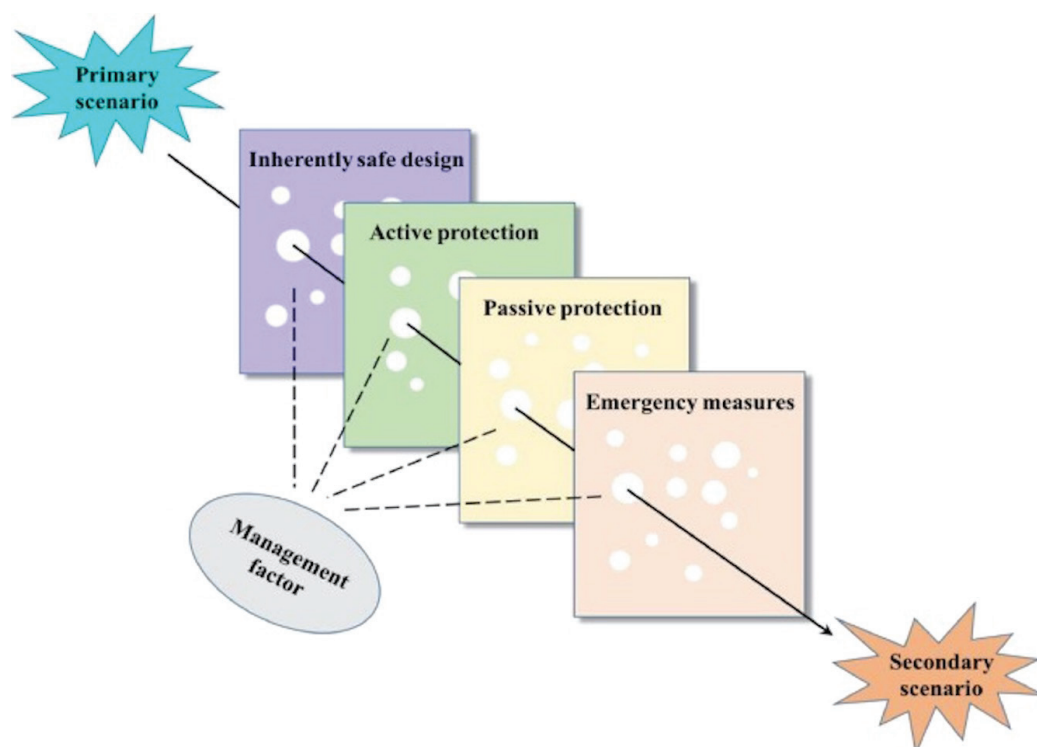 Primary
scenario
Inherently safe design
Active protection
Passive protection
Emergency measures
Management
factor
Secondary
scenario